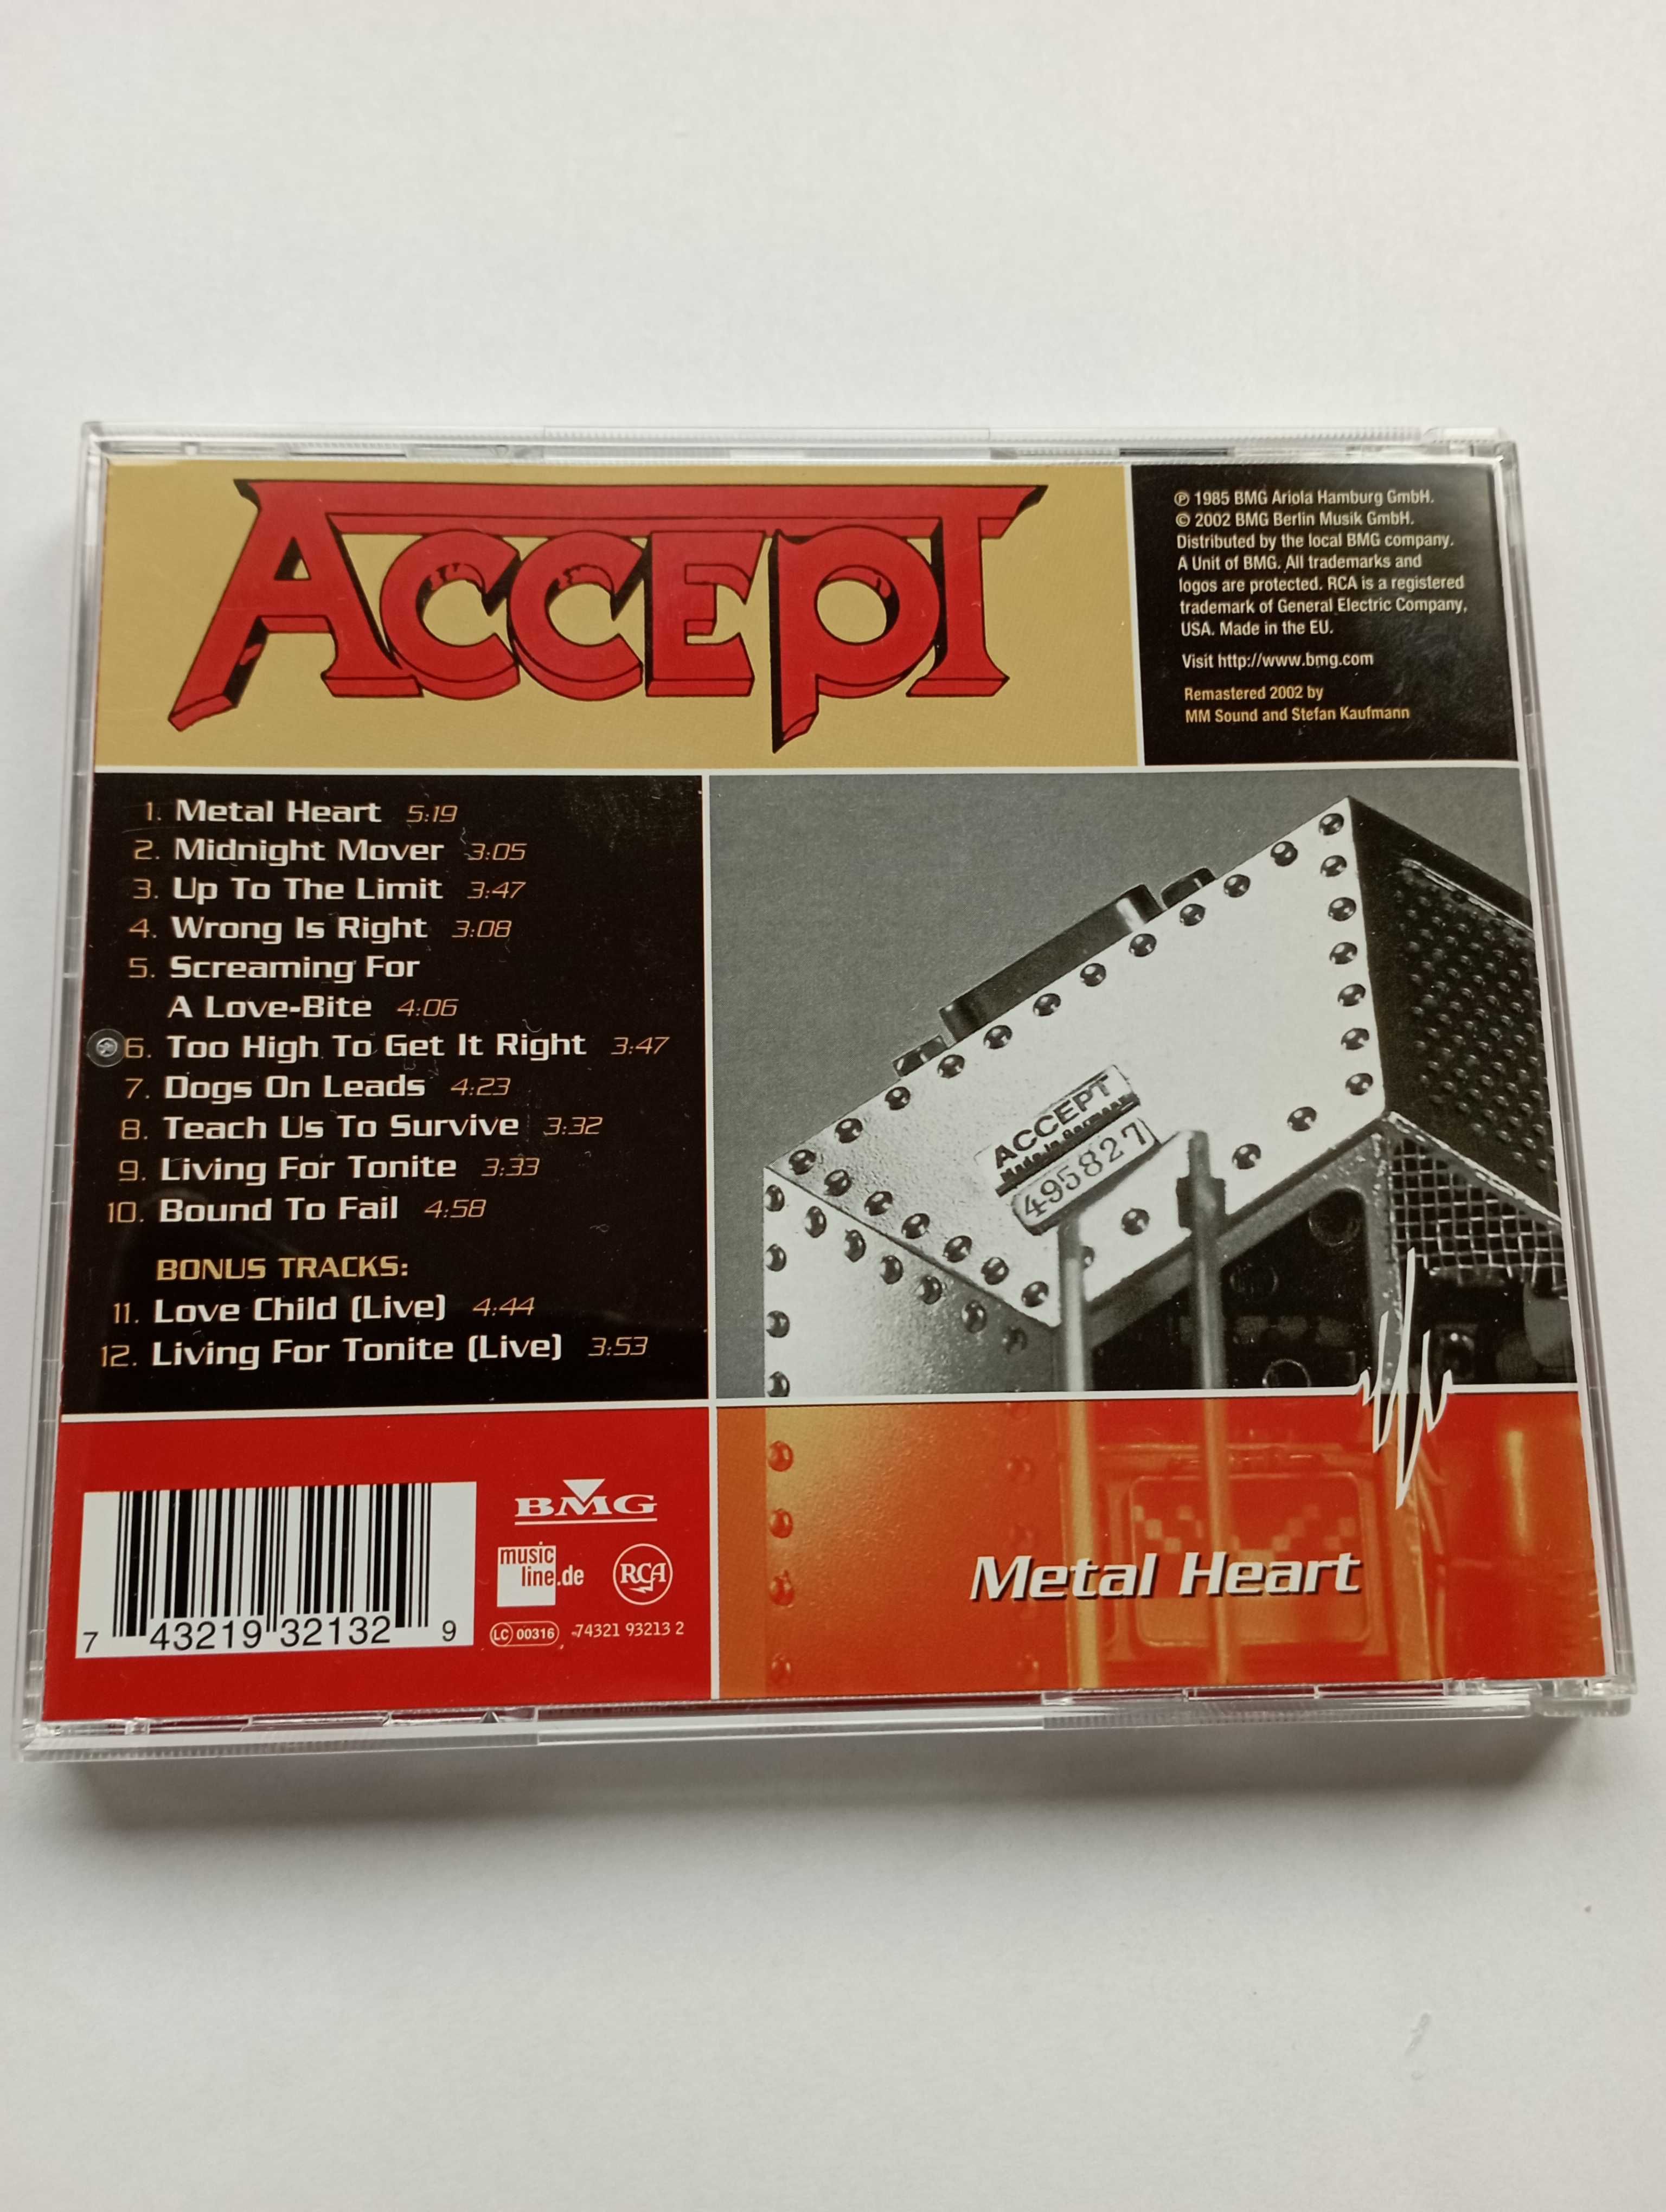 ACCEPT
℗ 1985 BMG Ariola Hamburg GmbH.
© 2002 BMG Berlin Musik GmbH.
Distributed by the local BMG company.
A Unit of BMG. All trademarks and
logos are protected. RCA is a registered
trademark of General Electric Company,
USA. Made in the EU.
Visit http://www.bmg.com
Remastered 2002 by
MM Sound and Stefan Kaufmann
1. Metal Heart 5:19
2. Midnight Mover 3:05
3. Up To The Limit 3:47
4. Wrong Is Right 3:08
5. Screaming For
A Love-Bite 4:06
6. Too High To Get It Right 3:47
7. Dogs On Leads 4:23
8. Teach Us To Survive 3:32
9. Living For Tonite 3:33
10. Bound To Fail 4:58
BONUS TRACKS:
11. Love Child (Live) 4:44
12. Living For Tonite (Live) 3:53
ACCEPT
Made in Germany
495827
Metal Heart
BMG
music
line.de
RCA
LC 00316 74321 93213 2
7 43219 32132 9